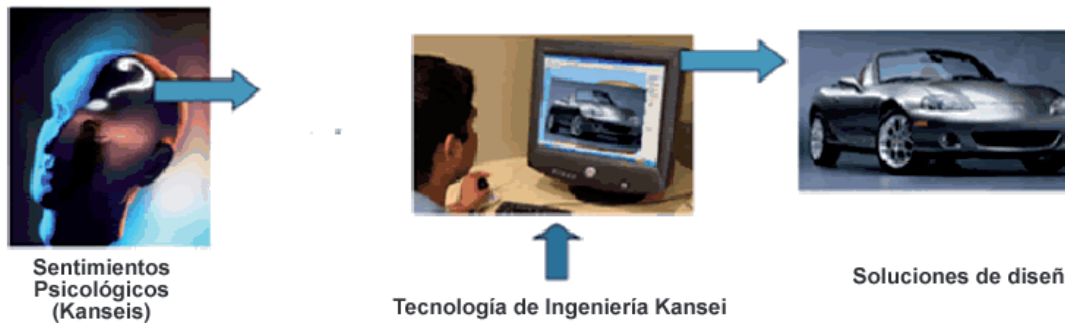 Sentimientos
Psicológicos
(Kanseis)
Tecnología de Ingeniería Kansei
Soluciones de diseñ